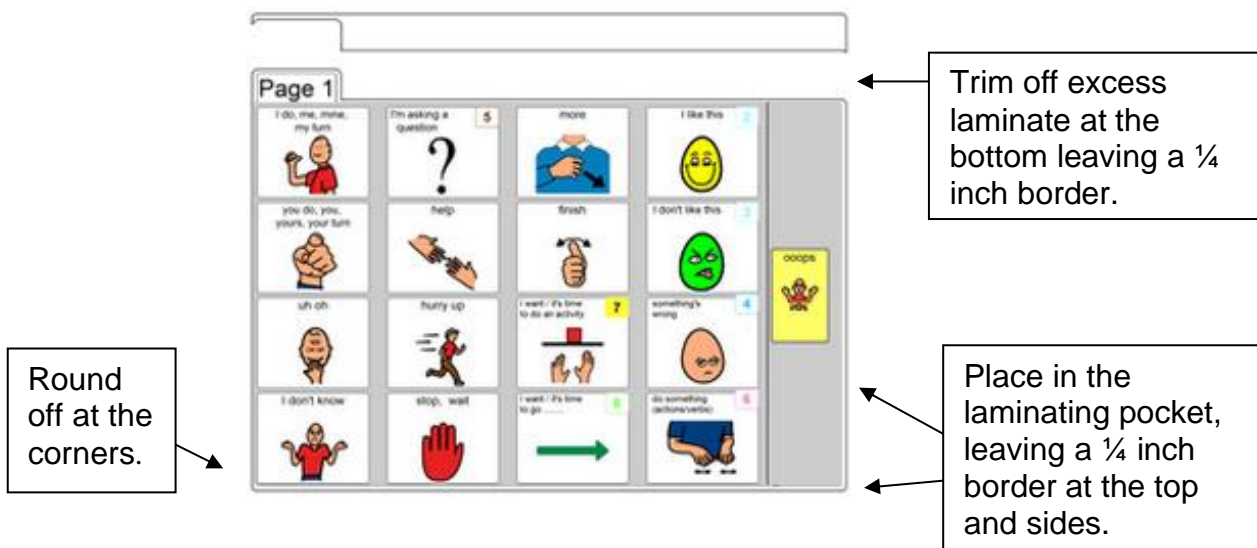 Page 1
I do, me, mine,
my turn
I'm asking a
question
5
more
I like this
2
you do, you,
yours, your turn
help
finish
I don't like this
3
ooops
uh oh
hurry up
I want / it's time
to do an activity
7
something's
wrong
4
I don't know
stop, wait
I want / it's time
to go ........
8
do something
(actions/verbs)
6
Trim off excess
laminate at the
bottom leaving a ¼
inch border.
Round
off at the
corners.
Place in the
laminating pocket,
leaving a ¼ inch
border at the top
and sides.